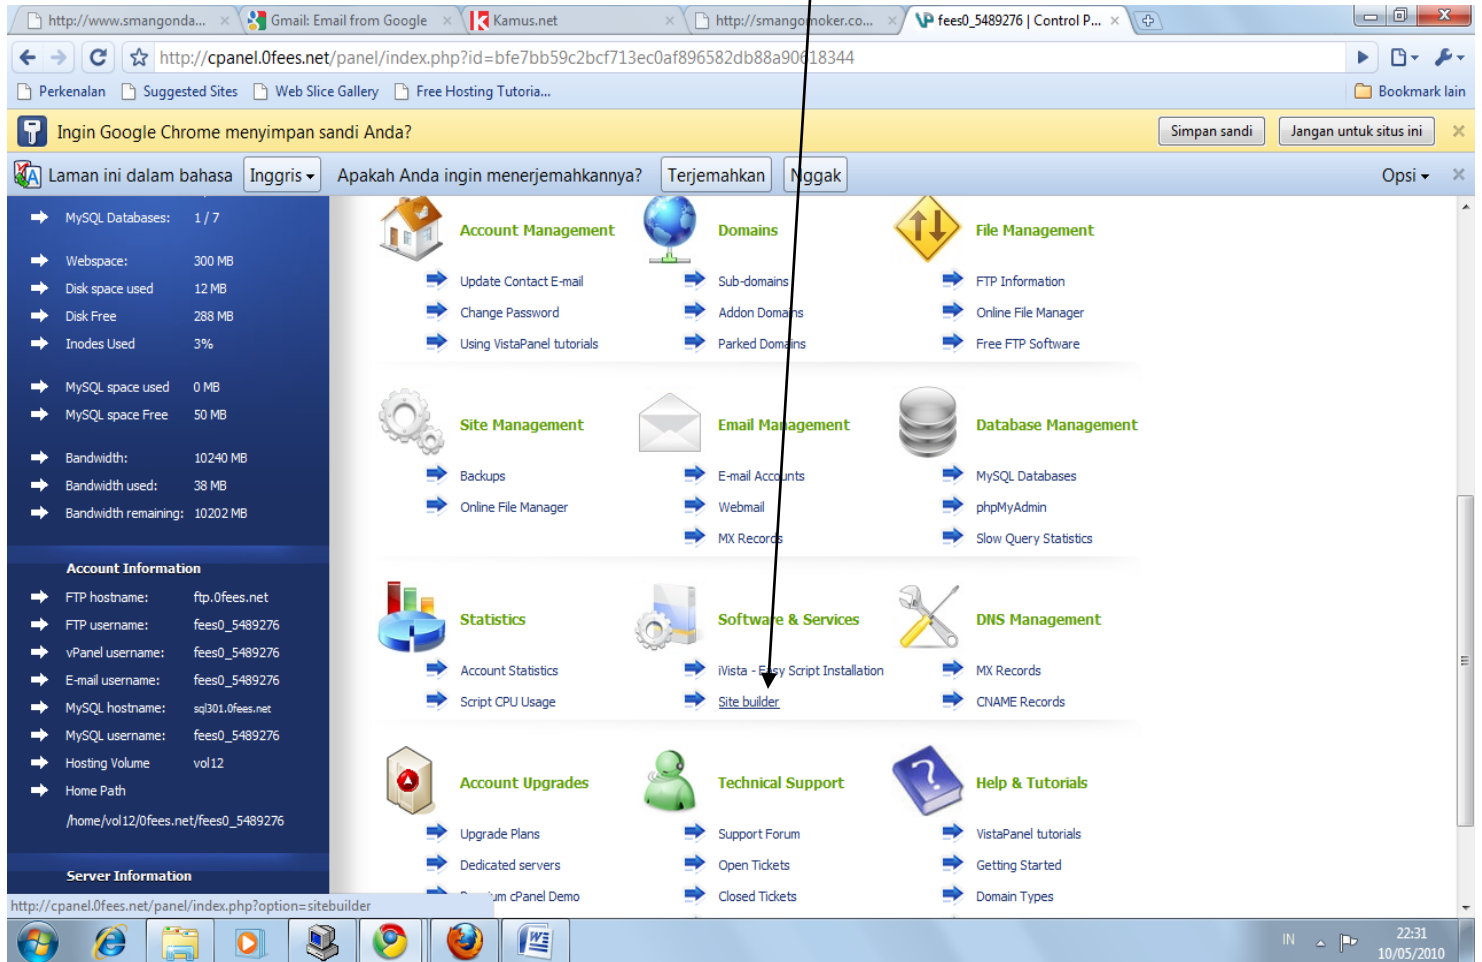 http://www.smangonda...
Gmail: Email from Google
Kamus.net
http://smangomoker.co...
fees0_5489276 | Control P...
http://cpanel.0fees.net/panel/index.php?id=bfe7bb59c2bcf713ec0af896582db88a90618344
Perkenalan
Suggested Sites
Web Slice Gallery
Free Hosting Tutoria...
Bookmark lain
Ingin Google Chrome menyimpan sandi Anda?
Simpan sandi
Jangan untuk situs ini
Laman ini dalam bahasa
Inggris
Apakah Anda ingin menerjemahkannya?
Terjemahkan
Nggak
Opsi
MySQL Databases: 1 / 7
Webspace: 300 MB
Disk space used 12 MB
Disk Free 288 MB
Inodes Used 3%
MySQL space used 0 MB
MySQL space Free 50 MB
Bandwidth: 10240 MB
Bandwidth used: 38 MB
Bandwidth remaining: 10202 MB
Account Information
FTP hostname: ftp.0fees.net
FTP username: fees0_5489276
vPanel username: fees0_5489276
E-mail username: fees0_5489276
MySQL hostname: sql301.0fees.net
MySQL username: fees0_5489276
Hosting Volume vol12
Home Path
/home/vol12/0fees.net/fees0_5489276
Server Information
Account Management
Update Contact E-mail
Change Password
Using VistaPanel tutorials
Domains
Sub-domains
Addon Domains
Parked Domains
File Management
FTP Information
Online File Manager
Free FTP Software
Site Management
Backups
Online File Manager
Email Management
E-mail Accounts
Webmail
MX Records
Database Management
MySQL Databases
phpMyAdmin
Slow Query Statistics
Statistics
Account Statistics
Script CPU Usage
Software & Services
iVista - Easy Script Installation
Site builder
DNS Management
MX Records
CNAME Records
Account Upgrades
Upgrade Plans
Dedicated servers
cPanel Demo
Technical Support
Support Forum
Open Tickets
Closed Tickets
Help & Tutorials
VistaPanel tutorials
Getting Started
Domain Types
http://cpanel.0fees.net/panel/index.php?option=sitebuilder
IN
22:31
10/05/2010